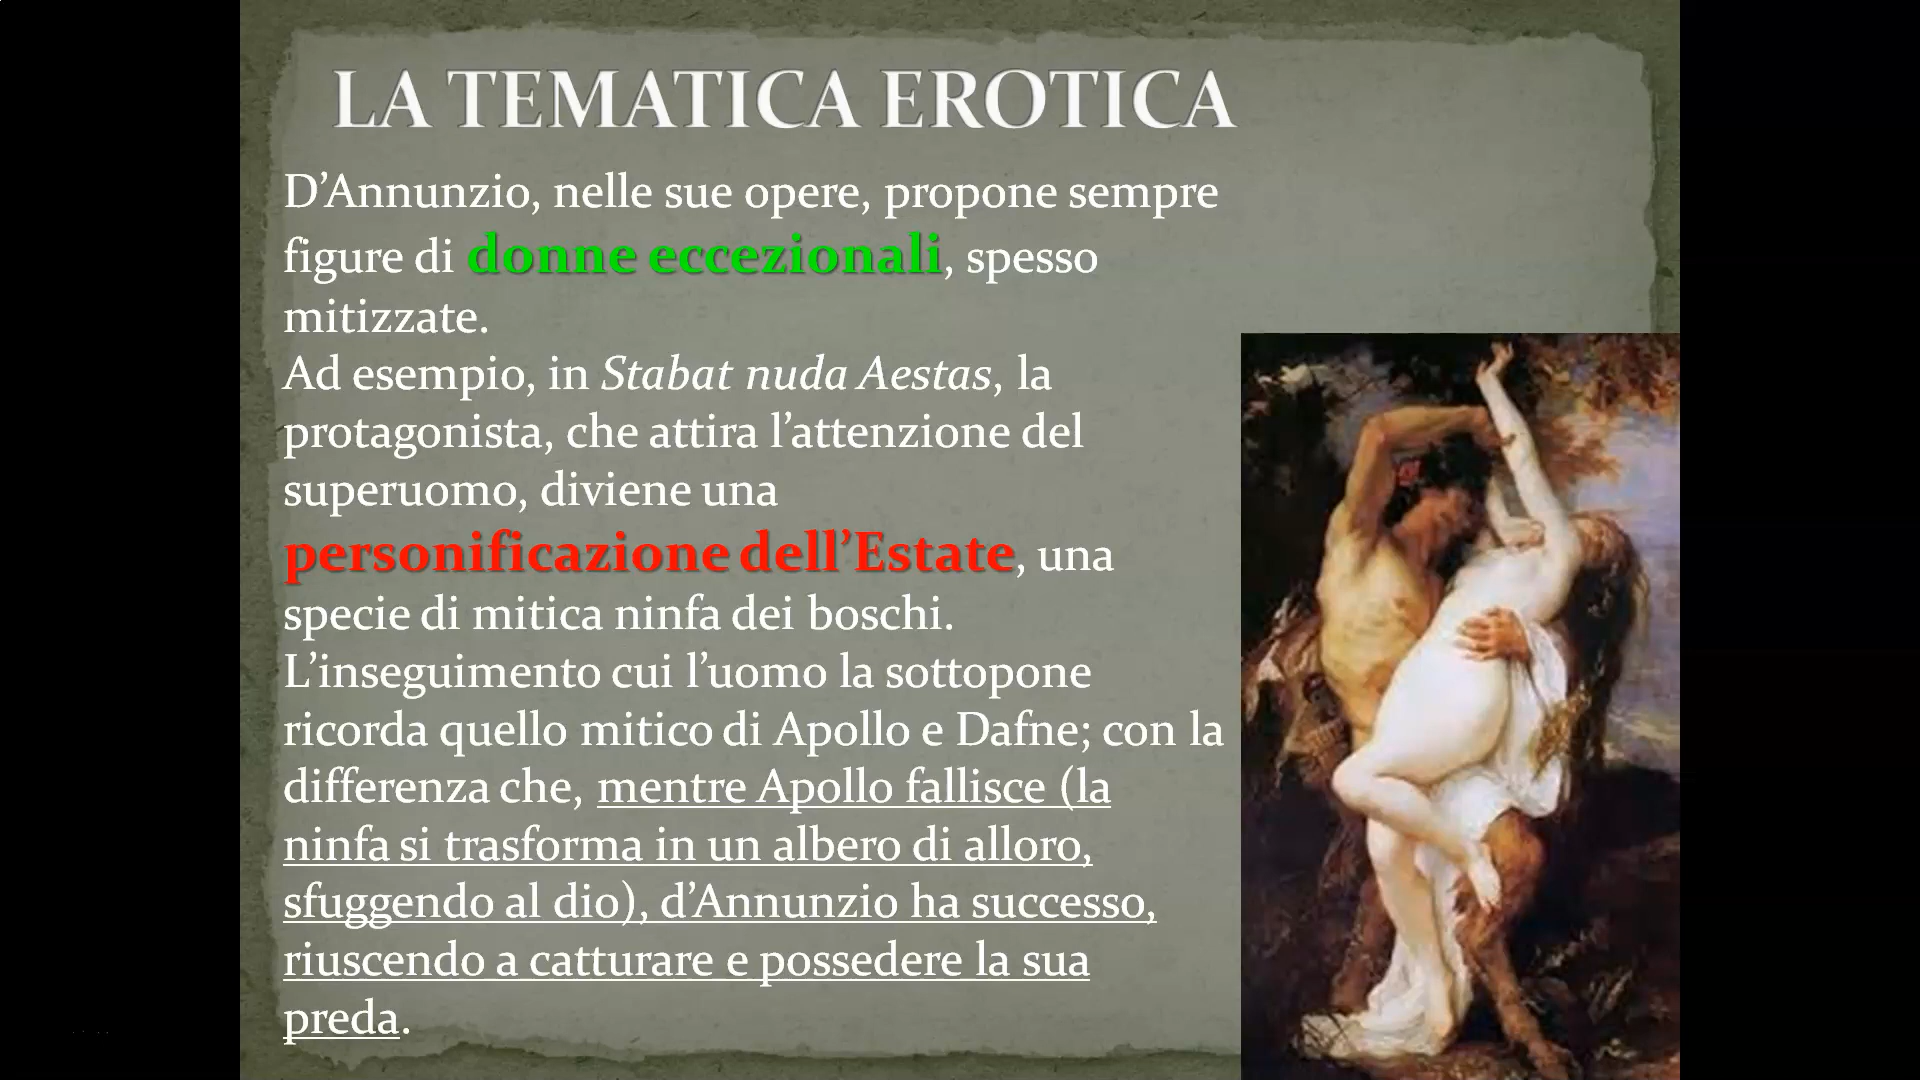 LA TEMATICA EROTICA
D’Annunzio, nelle sue opere, propone sempre
figure di donne eccezionali, spesso
mitizzate.
Ad esempio, in Stabat nuda Aestas, la
protagonista, che attira l’attenzione del
superuomo, diviene una
personificazione dell’Estate, una
specie di mitica ninfa dei boschi.
L’inseguimento cui l’uomo la sottopone
ricorda quello mitico di Apollo e Dafne; con la
differenza che, mentre Apollo fallisce (la
ninfa si trasforma in un albero di alloro,
sfuggendo al dio), d’Annunzio ha successo,
riuscendo a catturare e possedere la sua
preda.